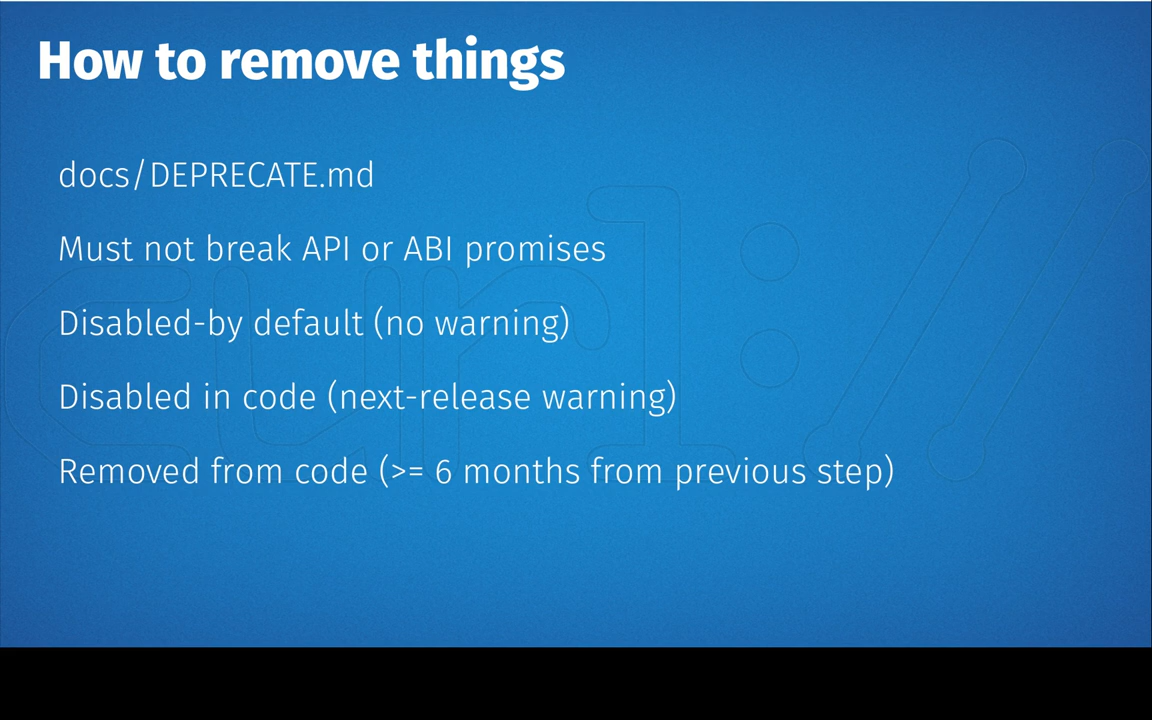 How to remove things
docs/DEPRECATE.md
Must not break API or ABI promises
Disabled-by default (no warning)
Disabled in code (next-release warning)
Removed from code (>= 6 months from previous step)
curl://